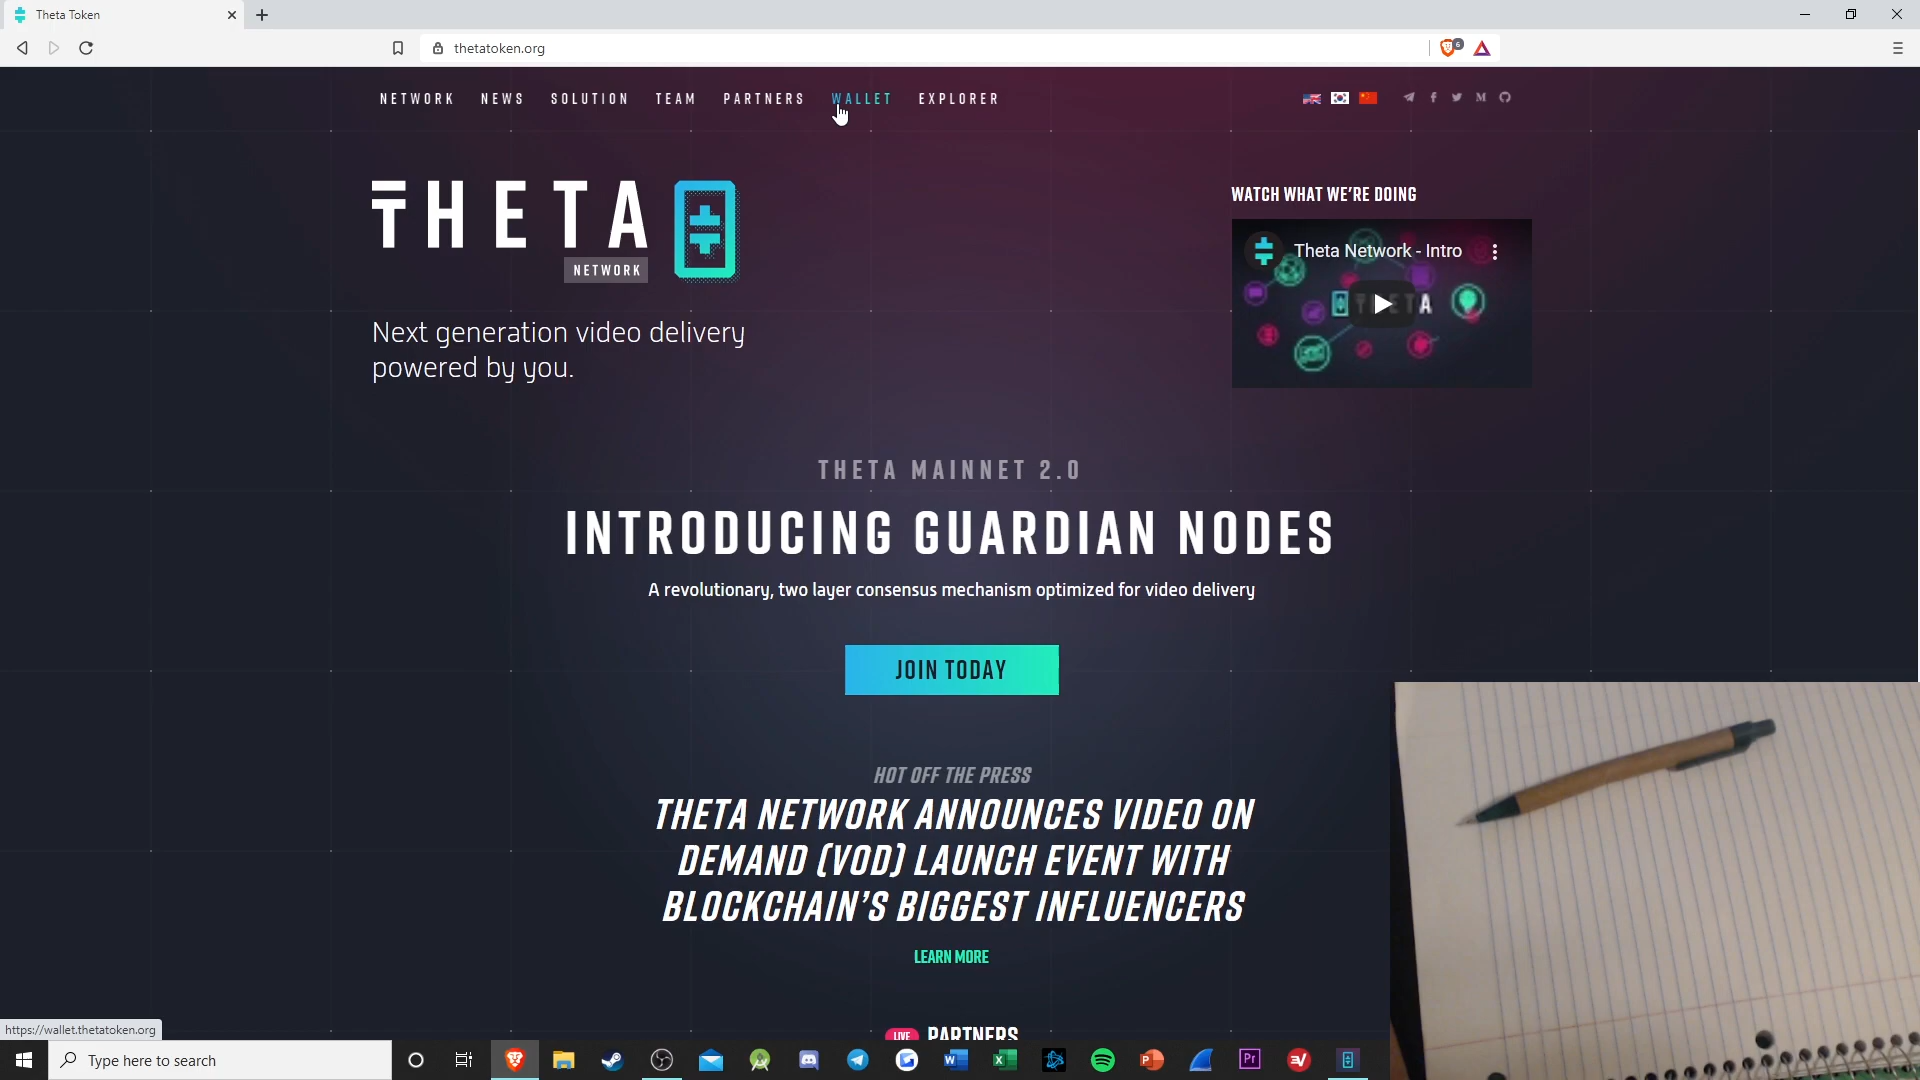 Theta Token
thetatoken.org
6
NETWORK NEWS SOLUTION TEAM PARTNERS WALLET EXPLORER
THETA
NETWORK
Next generation video delivery
powered by you.
WATCH WHAT WE'RE DOING
Theta Network - Intro
THETA
THETA MAINNET 2.0
INTRODUCING GUARDIAN NODES
A revolutionary, two layer consensus mechanism optimized for video delivery
JOIN TODAY
HOT OFF THE PRESS
THETA NETWORK ANNOUNCES VIDEO ON
DEMAND (VOD) LAUNCH EVENT WITH
BLOCKCHAIN'S BIGGEST INFLUENCERS
LEARN MORE
LIVE PARTNERS
https://wallet.thetatoken.org
Type here to search